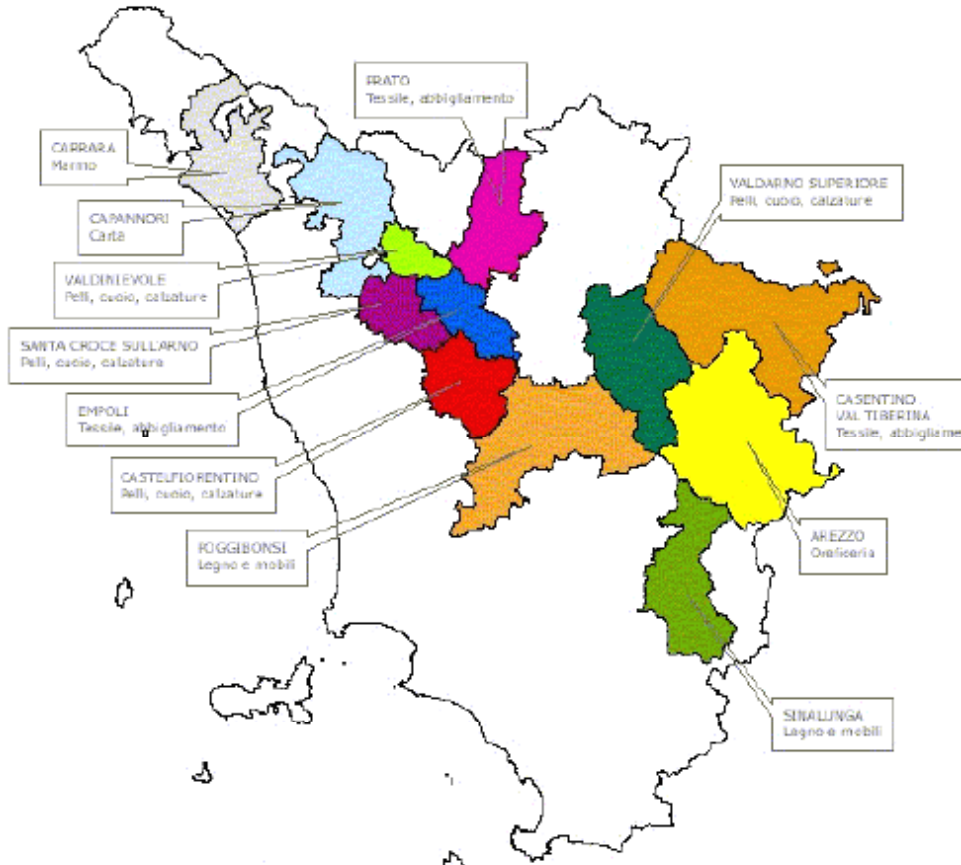 PRATO
Tessile, abbigliamento
CARRARA
Marmo
VALDARNO SUPERIORE
Pelli, cuoio, calzature
CAPANNORI
Carta
VALDINIEVOLE
Pelli, cuoio, calzature
SANTA CROCE SULL'ARNO
Pelli, cuoio, calzature
CASENTINO
VAL TIBERINA
Tessile, abbigliame
EMPOLI
Tessile, abbigliamento
CASTELFIORENTINO
Pelli, cuoio, calzature
POGGIBONSI
Legno e mobili
AREZZO
Oreficeria
SINALUNGA
Legno e mobili